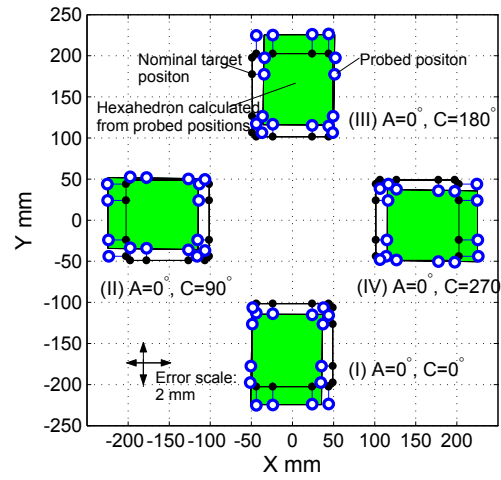 250
200
150
100
50
0
-50
-100
-150
-200
-250
Y mm
Nominal target
positon
Probed positon
Hexahedron calculated
from probed positions
(III) A=0°, C=180°
(II) A=0°, C=90°
(IV) A=0°, C=270
(I) A=0°, C=0°
Error scale:
2 mm
-200 -150 -100 -50 0 50 100 150 200
X mm